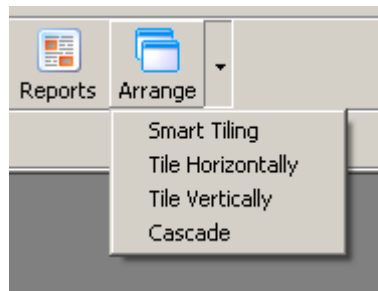 Reports Arrange
Smart Tiling
Tile Horizontally
Tile Vertically
Cascade